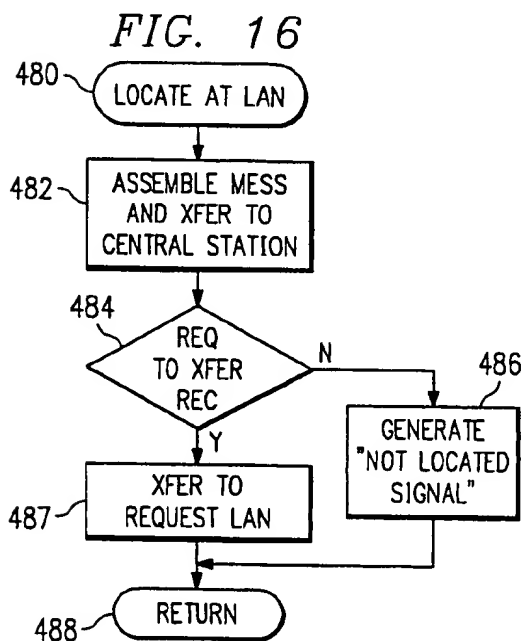 FIG. 16
480
LOCATE AT LAN
482
ASSEMBLE MESS
AND XFER TO
CENTRAL STATION
484
REQ
TO XFER
REC
N
486
Y
GENERATE
"NOT LOCATED
SIGNAL"
487
XFER TO
REQUEST LAN
488
RETURN